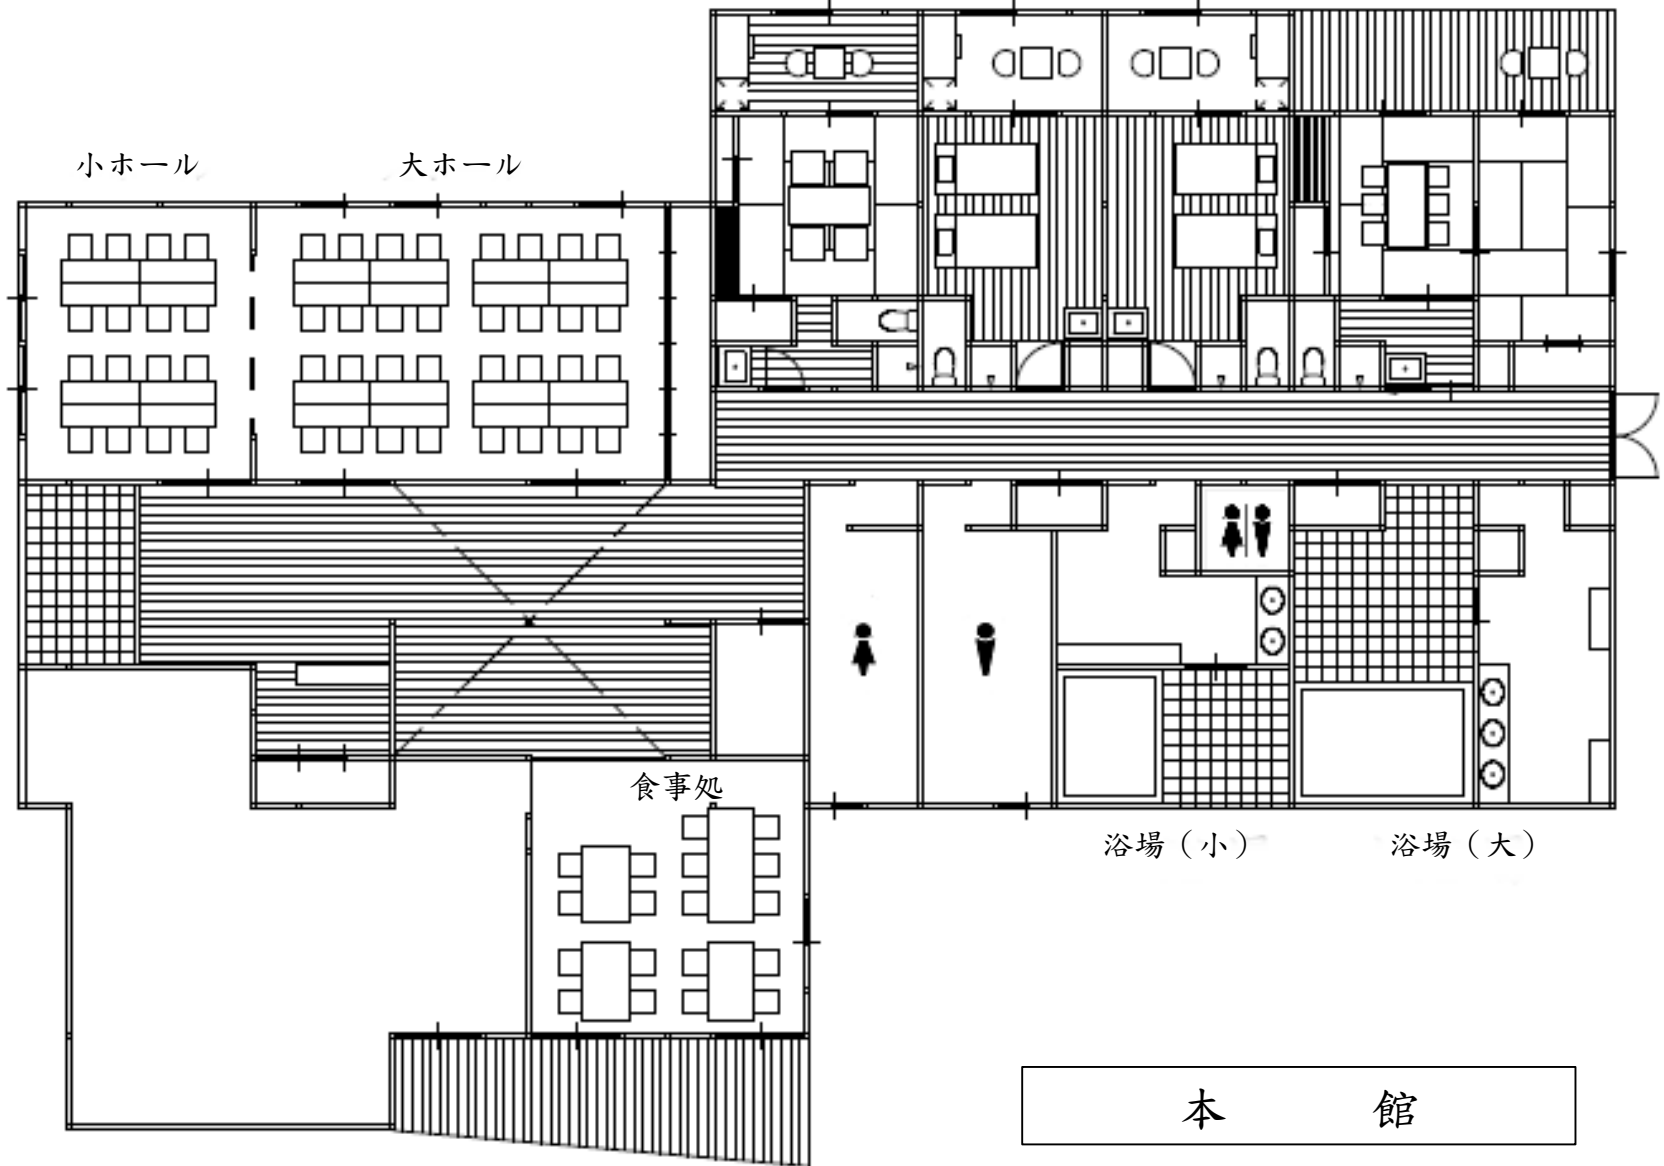 小ホール
大ホール
食事処
浴場（小）
浴場（大）
本　館